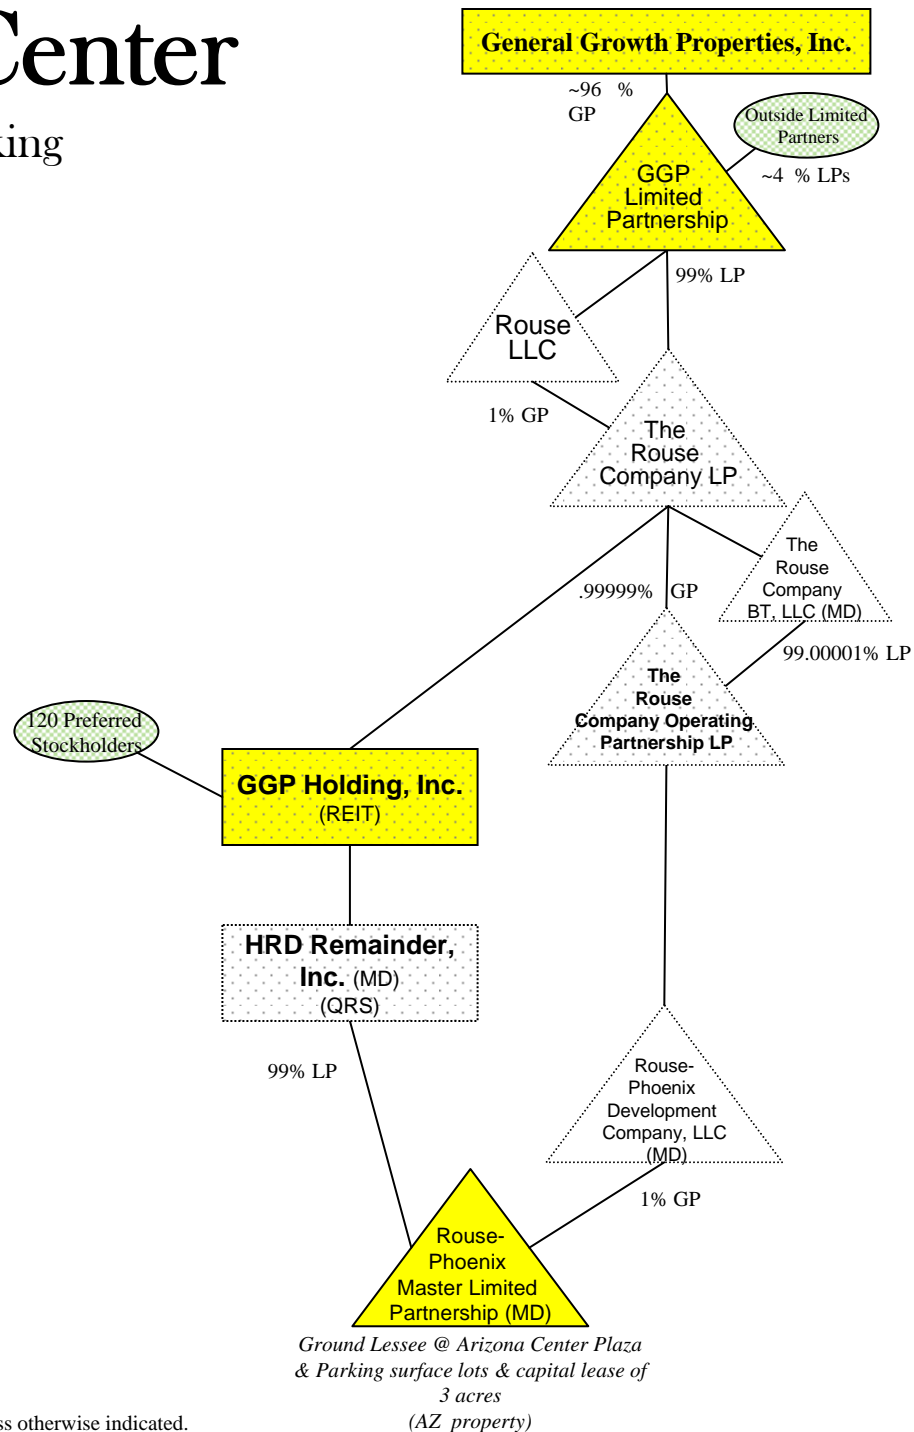 Center
king
General Growth Properties, Inc.
~96 %
GP
Outside Limited
Partners
~4 % LPs
GGP
Limited
Partnership
99% LP
Rouse
LLC
1% GP
The
Rouse
Company LP
The
Rouse
Company
BT, LLC (MD)
.99999% GP
99.00001% LP
The
Rouse
Company Operating
Partnership LP
120 Preferred
Stockholders
GGP Holding, Inc.
(REIT)
HRD Remainder,
Inc. (MD)
(QRS)
99% LP
Rouse-
Phoenix
Development
Company, LLC
(MD)
1% GP
Rouse-
Phoenix
Master Limited
Partnership (MD)
Ground Lessee @ Arizona Center Plaza
& Parking surface lots & capital lease of
3 acres
(AZ property)
ss otherwise indicated.